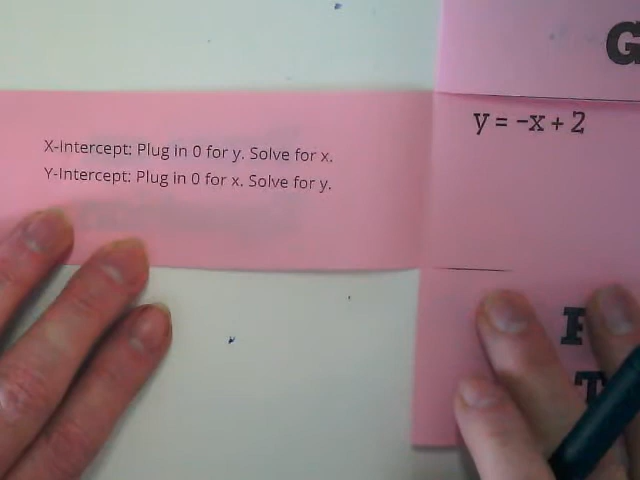 G
X-Intercept: Plug in 0 for y. Solve for x.
Y-Intercept: Plug in 0 for x. Solve for y.
y = -x + 2